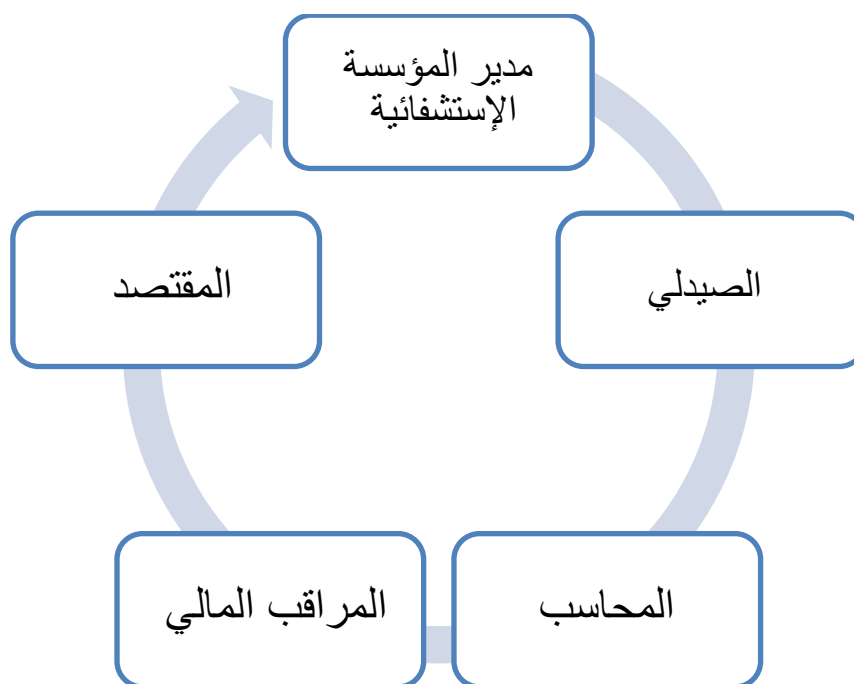 مدير المؤسسة
الإستشفائية
الصيدلي
المحاسب
المراقب المالي
المقتصد